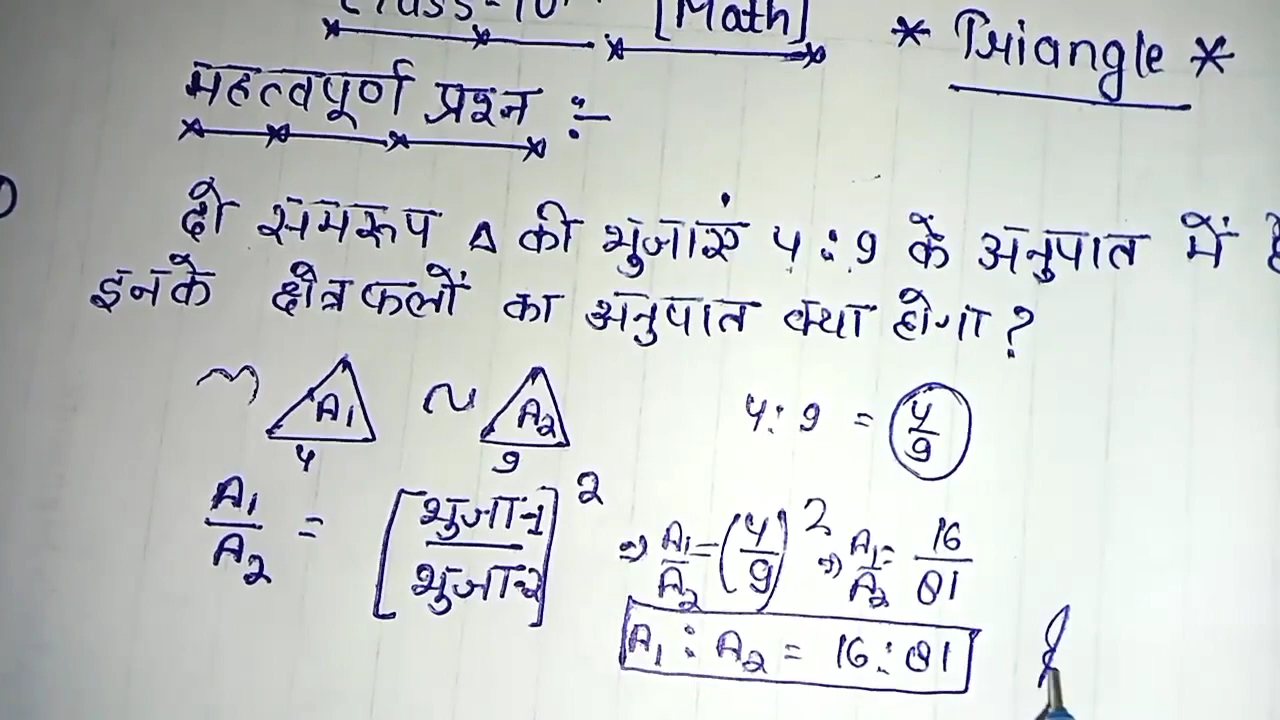 Class-10th [Math] * Triangle *
महत्वपूर्ण प्रश्न :-
दो समरूप Δ की भुजाएं 4 : 9 के अनुपात में
इनके क्षेत्रफलों का अनुपात क्या होगा ?
A1 ~ A2 4 : 9 = 4/9
4 9
A1/A2 = [भुजा-1/भुजा-2]² ⇒ A1/A2 = (4/9)² ⇒ A1/A2 = 16/81
A1 : A2 = 16 : 81